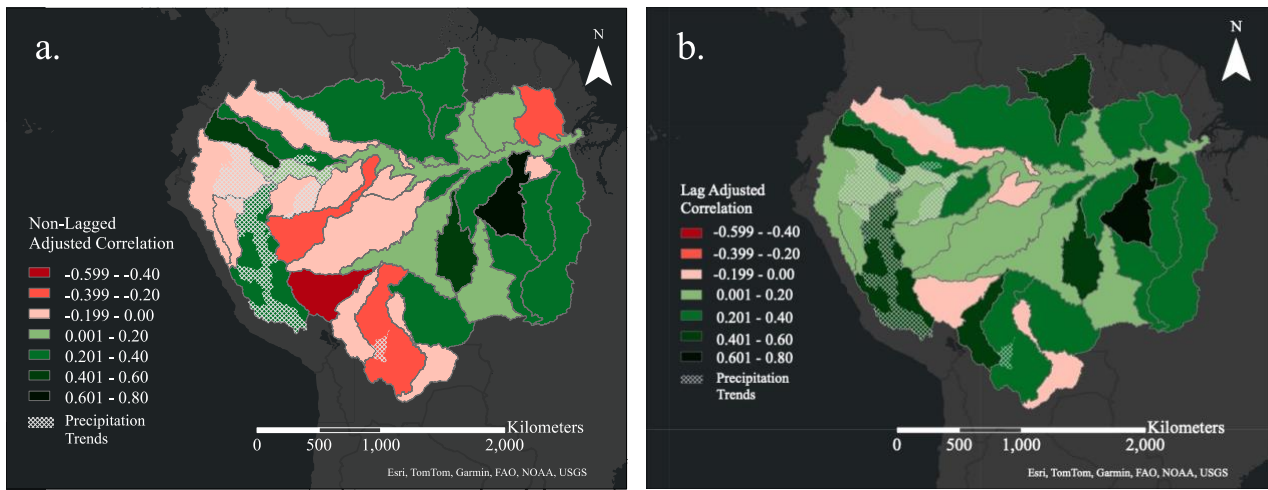 a.
N
Non-Lagged
Adjusted Correlation
-0.599 - -0.40
-0.399 - -0.20
-0.199 - 0.00
0.001 - 0.20
0.201 - 0.40
0.401 - 0.60
0.601 - 0.80
Precipitation
Trends
Kilometers
0 500 1,000 2,000
Esri, TomTom, Garmin, FAO, NOAA, USGS
b.
N
Lag Adjusted
Correlation
-0.599 - -0.40
-0.399 - -0.20
-0.199 - 0.00
0.001 - 0.20
0.201 - 0.40
0.401 - 0.60
0.601 - 0.80
Precipitation
Trends
Kilometers
0 500 1,000 2,000
Esri, TomTom, Garmin, FAO, NOAA, USGS